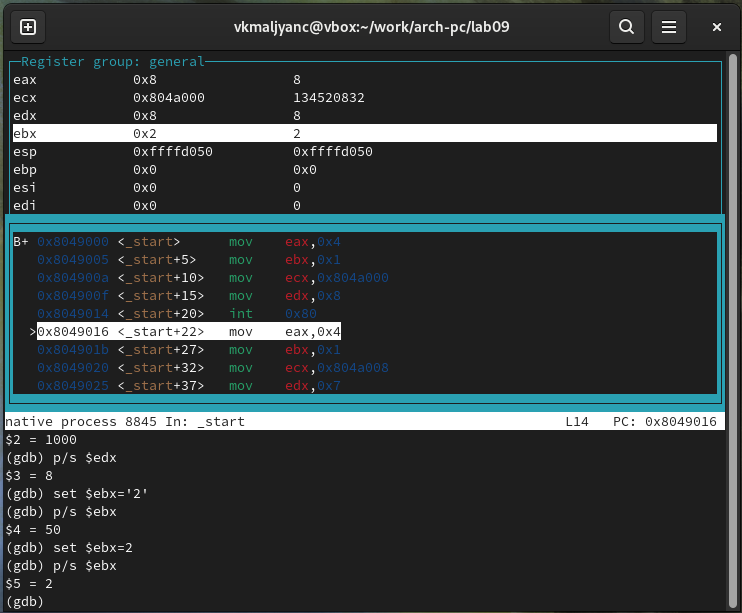 vkmaljyanc@vbox:~/work/arch-pc/lab09
Register group: general
eax 0x8 8
ecx 0x804a000 134520832
edx 0x8 8
ebx 0x2 2
esp 0xffffd050 0xffffd050
ebp 0x0 0x0
esi 0x0 0
edi 0x0 0
B+ 0x8049000 <_start> mov eax,0x4
0x8049005 <_start+5> mov ebx,0x1
0x804900a <_start+10> mov ecx,0x804a000
0x804900f <_start+15> mov edx,0x8
0x8049014 <_start+20> int 0x80
>0x8049016 <_start+22> mov eax,0x4
0x804901b <_start+27> mov ebx,0x1
0x8049020 <_start+32> mov ecx,0x804a008
0x8049025 <_start+37> mov edx,0x7
native process 8845 In: _start L14 PC: 0x8049016
$2 = 1000
(gdb) p/s $edx
$3 = 8
(gdb) set $ebx='2'
(gdb) p/s $ebx
$4 = 50
(gdb) set $ebx=2
(gdb) p/s $ebx
$5 = 2
(gdb)